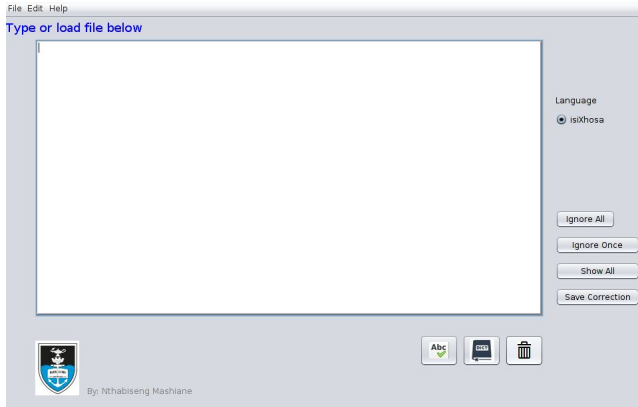 File Edit Help
Type or load file below
Language
isiXhosa
Ignore All
Ignore Once
Show All
Save Correction
Abc
DICT
By: Nthabiseng Mashiane